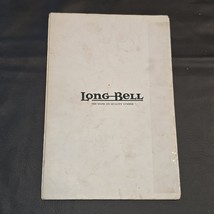 Long-Bell
THE MARK OF QUALITY LUMBER